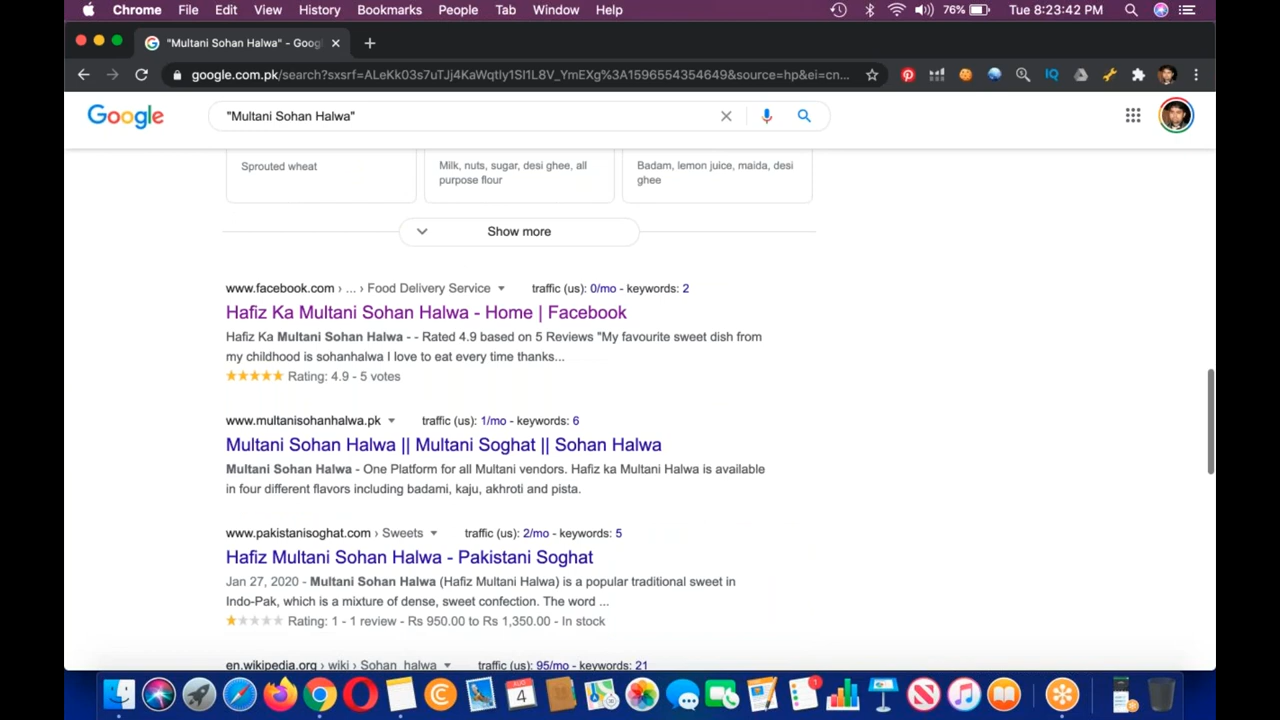 Chrome File Edit View History Bookmarks People Tab Window Help 76% Tue 8:23:42 PM
"Multani Sohan Halwa" - Goog
google.com.pk/search?sxsrf=ALeKk03s7uTJj4KaWqtIy1SI1L8V_YmEXg%3A1596554354649&source=hp&ei=cn...
Google "Multani Sohan Halwa"
Sprouted wheat
Milk, nuts, sugar, desi ghee, all
purpose flour
Badam, lemon juice, maida, desi
ghee
Show more
www.facebook.com › ... › Food Delivery Service traffic (us): 0/mo - keywords: 2
Hafiz Ka Multani Sohan Halwa - Home | Facebook
Hafiz Ka Multani Sohan Halwa - - Rated 4.9 based on 5 Reviews "My favourite sweet dish from
my childhood is sohanhalwa I love to eat every time thanks...
Rating: 4.9 - 5 votes
www.multanisohanhalwa.pk traffic (us): 1/mo - keywords: 6
Multani Sohan Halwa || Multani Soghat || Sohan Halwa
Multani Sohan Halwa - One Platform for all Multani vendors. Hafiz ka Multani Halwa is available
in four different flavors including badami, kaju, akhroti and pista.
www.pakistanisoghat.com › Sweets traffic (us): 2/mo - keywords: 5
Hafiz Multani Sohan Halwa - Pakistani Soghat
Jan 27, 2020 - Multani Sohan Halwa (Hafiz Multani Halwa) is a popular traditional sweet in
Indo-Pak, which is a mixture of dense, sweet confection. The word ...
Rating: 1 - 1 review - Rs 950.00 to Rs 1,350.00 - In stock
en.wikipedia.org › wiki › Sohan_halwa traffic (us): 95/mo - keywords: 21